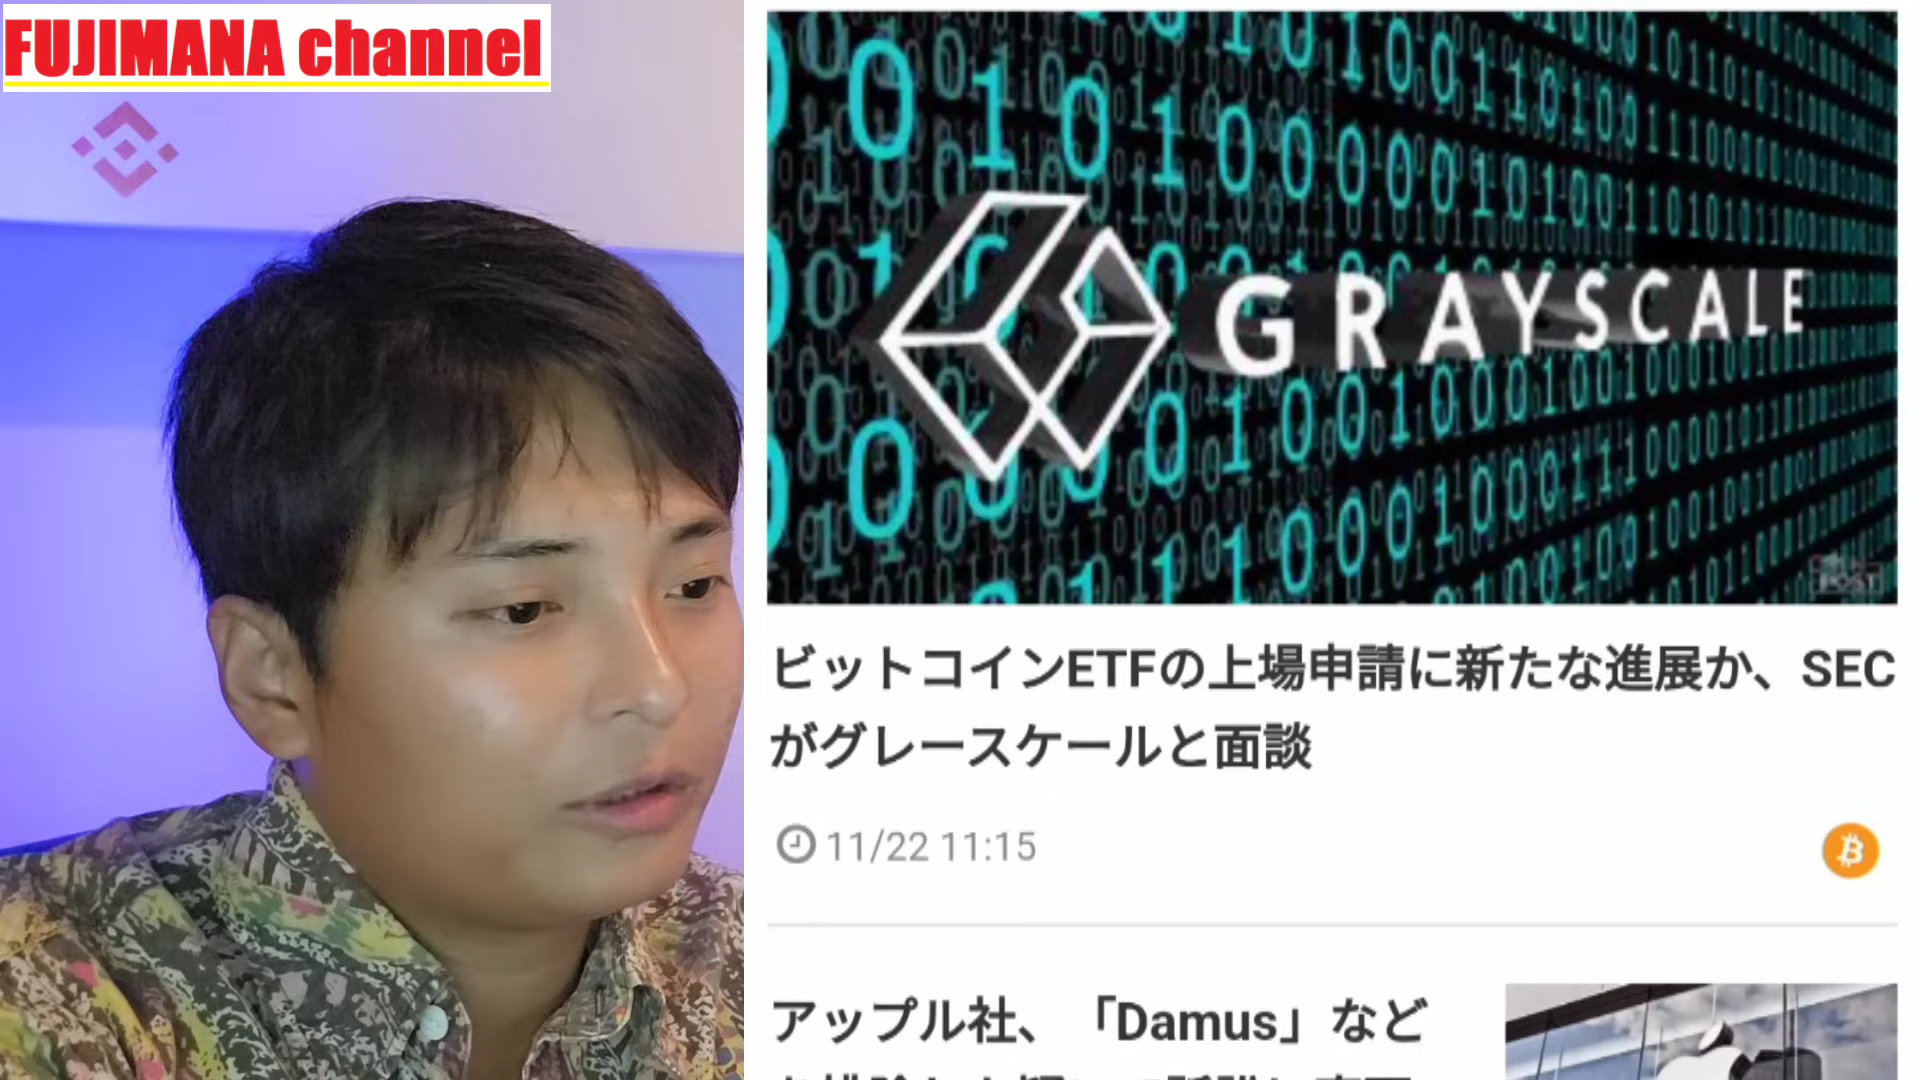 FUJIMANA channel
GRAYSCALE
ビットコインETFの上場申請に新たな進展か、SEC
がグレースケールと面談
11/22 11:15
アップル社、「Damus」など